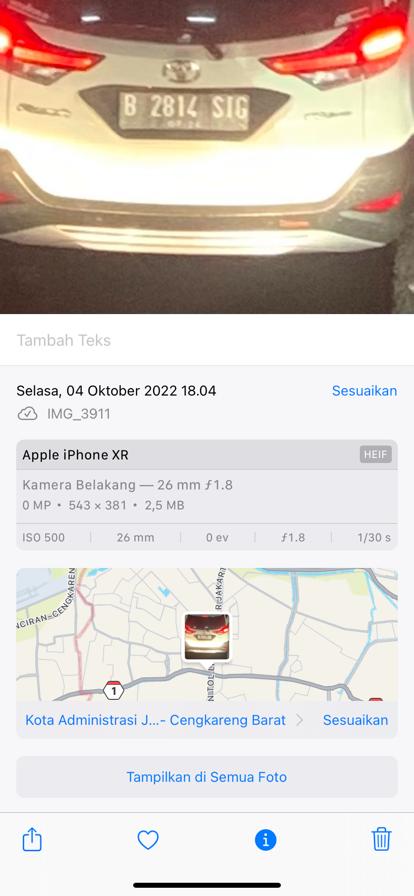 B 2814 SIG
Tambah Teks
Selasa, 04 Oktober 2022 18.04
Sesuaikan
IMG_3911
Apple iPhone XR
HEIF
Kamera Belakang — 26 mm ƒ1.8
0 MP • 543 × 381 • 2,5 MB
ISO 500
26 mm
0 ev
ƒ1.8
1/30 s
NCIRAN-CENGKAREN
R.JAKART
NITOL L
1
Kota Administrasi J...- Cengkareng Barat
Sesuaikan
Tampilkan di Semua Foto